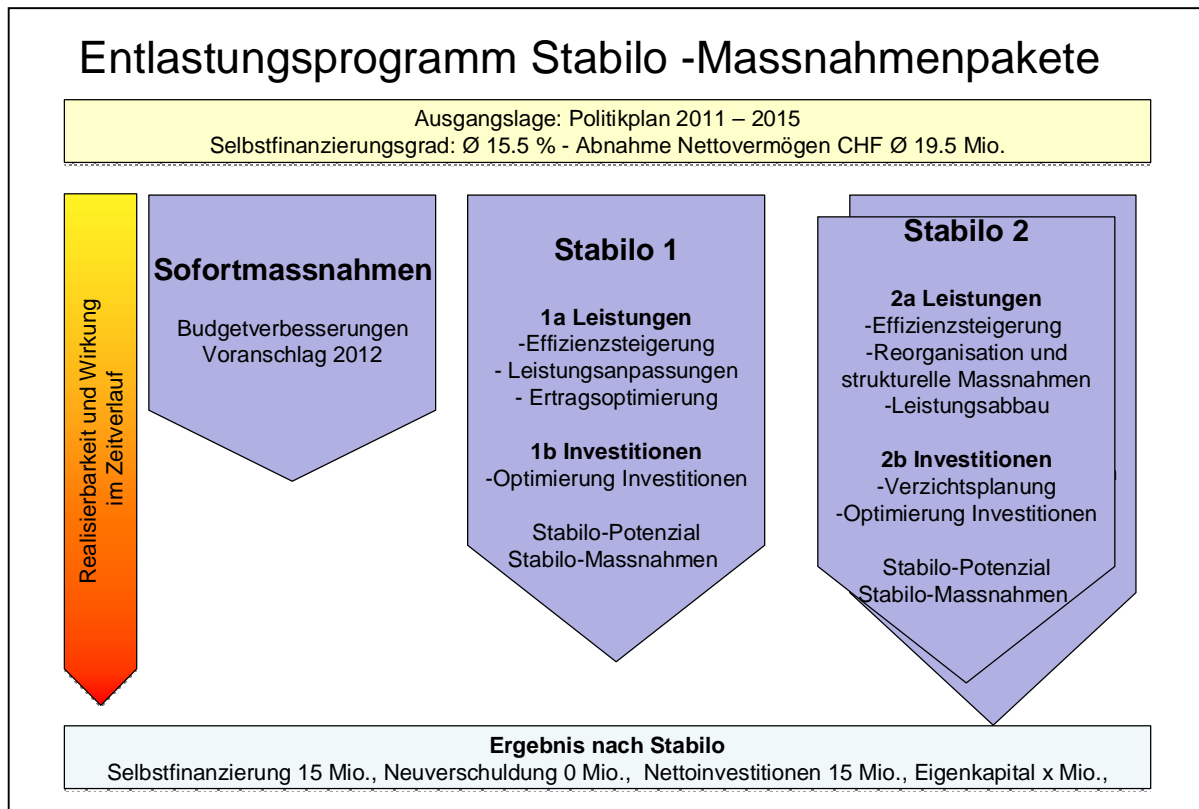 Entlastungsprogramm Stabilo -Massnahmenpakete
Ausgangslage: Politikplan 2011 – 2015
Selbstfinanzierungsgrad: Ø 15.5 % - Abnahme Nettovermögen CHF Ø 19.5 Mio.
Realisierbarkeit und Wirkung
im Zeitverlauf
Sofortmassnahmen
Budgetverbesserungen
Voranschlag 2012
Stabilo 1
1a Leistungen
-Effizienzsteigerung
- Leistungsanpassungen
- Ertragsoptimierung
1b Investitionen
-Optimierung Investitionen
Stabilo-Potenzial
Stabilo-Massnahmen
Stabilo 2
2a Leistungen
-Effizienzsteigerung
-Reorganisation und
strukturelle Massnahmen
-Leistungsabbau
2b Investitionen
-Verzichtsplanung
-Optimierung Investitionen
Stabilo-Potenzial
Stabilo-Massnahmen
Ergebnis nach Stabilo
Selbstfinanzierung 15 Mio., Neuverschuldung 0 Mio., Nettoinvestitionen 15 Mio., Eigenkapital x Mio.,